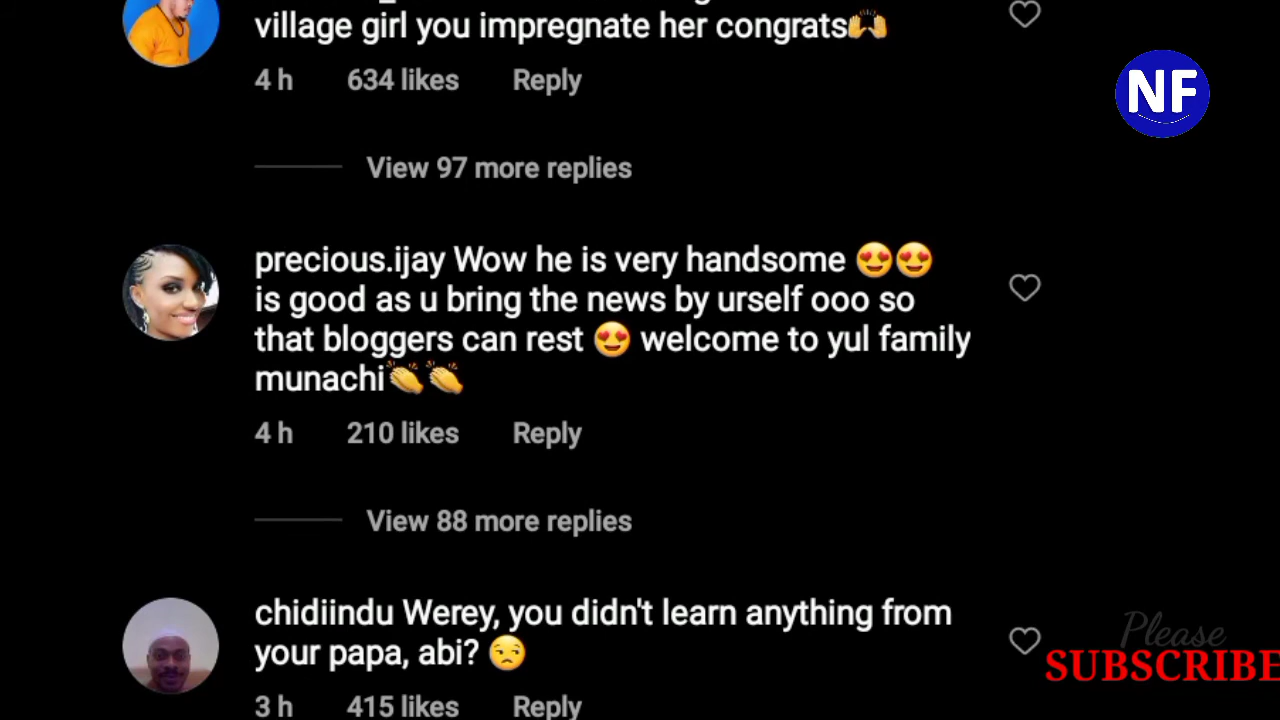 village girl you impregnate her congrats🙌
4 h 634 likes Reply
NF
View 97 more replies
precious.ijay Wow he is very handsome 😍😍
is good as u bring the news by urself ooo so
that bloggers can rest 😍 welcome to yul family
munachi👏👏
4 h 210 likes Reply
View 88 more replies
chidiindu Werey, you didn't learn anything from
your papa, abi? 😒
3 h 415 likes Reply
Please
SUBSCRIBE